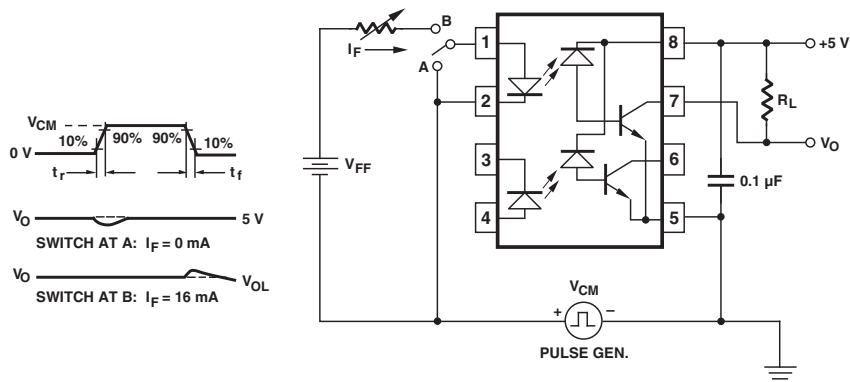 V_CM
10% 90% 90% 10%
0 V
t_r t_f
V_O 5 V
SWITCH AT A: I_F = 0 mA
V_O V_OL
SWITCH AT B: I_F = 16 mA
B
I_F
A
V_FF
1
2
3
4
8
7
6
5
+5 V
R_L
V_O
0.1 µF
V_CM
+ –
PULSE GEN.